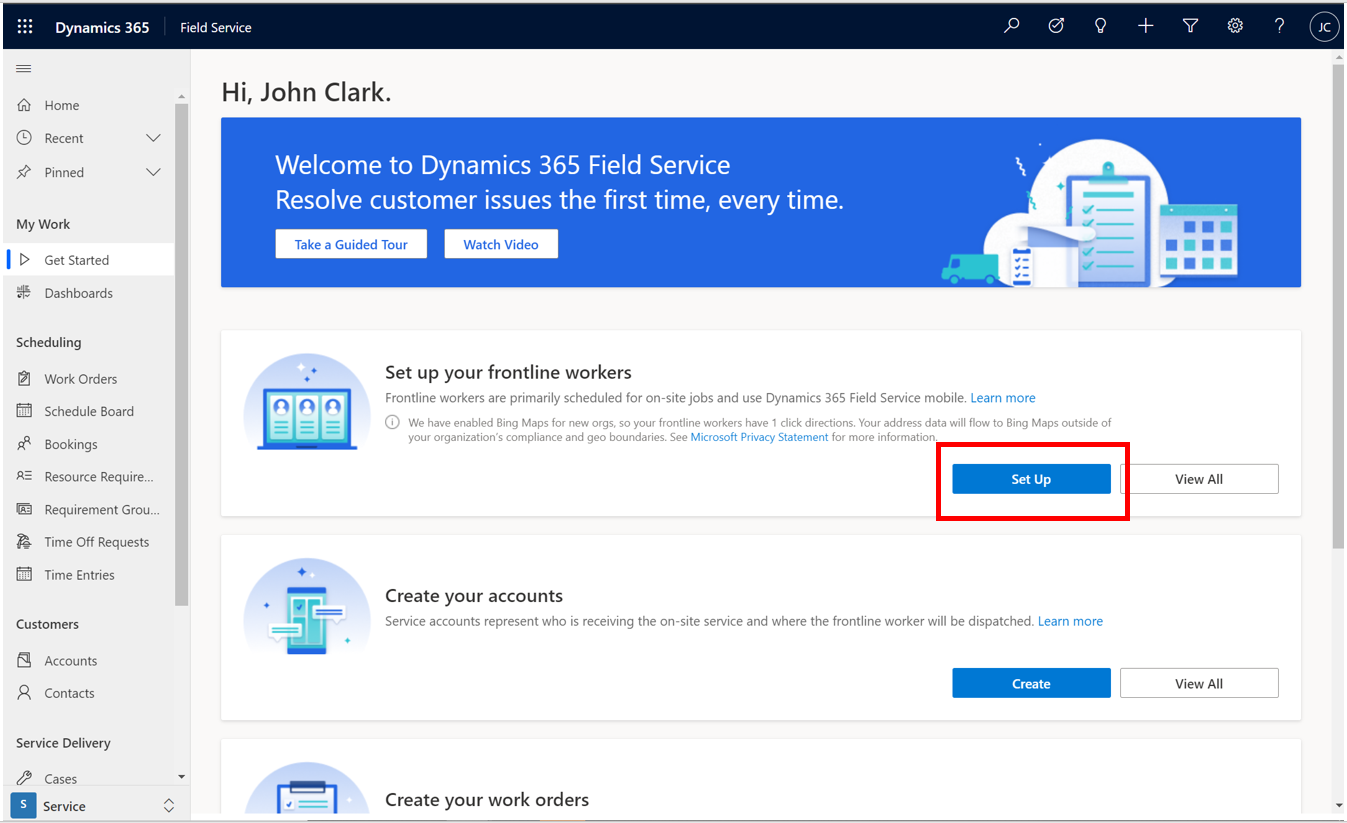 Dynamics 365 Field Service
JC
Home
Recent
Pinned
My Work
Get Started
Dashboards
Scheduling
Work Orders
Schedule Board
Bookings
Resource Require...
Requirement Grou...
Time Off Requests
Time Entries
Customers
Accounts
Contacts
Service Delivery
Cases
S Service
Hi, John Clark.
Welcome to Dynamics 365 Field Service
Resolve customer issues the first time, every time.
Take a Guided Tour Watch Video
Set up your frontline workers
Frontline workers are primarily scheduled for on-site jobs and use Dynamics 365 Field Service mobile. Learn more
We have enabled Bing Maps for new orgs, so your frontline workers have 1 click directions. Your address data will flow to Bing Maps outside of
your organization's compliance and geo boundaries. See Microsoft Privacy Statement for more information.
Set Up View All
Create your accounts
Service accounts represent who is receiving the on-site service and where the frontline worker will be dispatched. Learn more
Create View All
Create your work orders